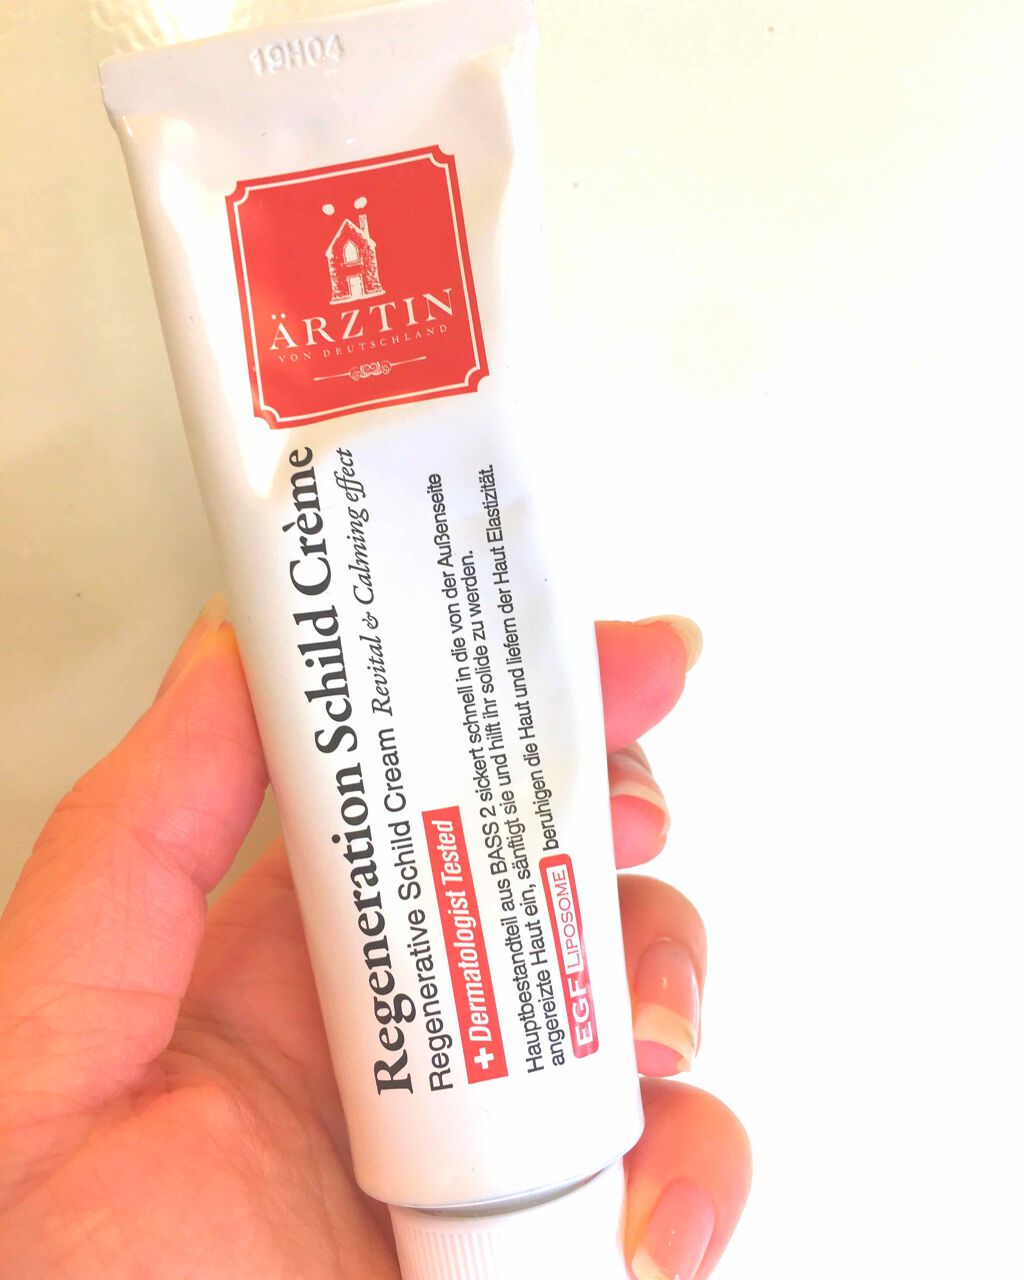 19H04
ÄRZTIN
VON DEUTSCHLAND
Regeneration Schild Crème
Regenerative Schild Cream Revital & Calming effect
+ Dermatologist Tested
Hauptbestandteil aus BASS 2 sickert schnell in die von der Außenseite
angereizte Haut ein, sänftigt sie und hilft ihr solide zu werden.
EGF LIPOSOME beruhigen die Haut und liefern der Haut Elastizität.